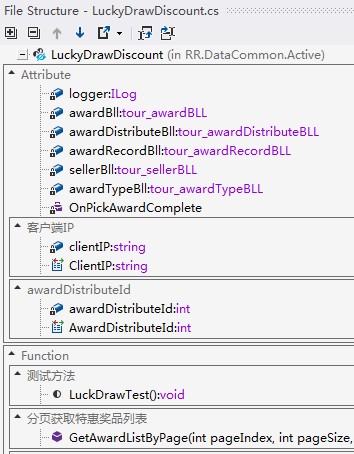 File Structure - LuckyDrawDiscount.cs
LuckyDrawDiscount (in RR.DataCommon.Active)
Attribute
logger:ILog
awardBll:tour_awardBLL
awardDistributeBll:tour_awardDistributeBLL
awardRecordBll:tour_awardRecordBLL
sellerBll:tour_sellerBLL
awardTypeBll:tour_awardTypeBLL
OnPickAwardComplete
客户端IP
clientIP:string
ClientIP:string
awardDistributeId
awardDistributeId:int
AwardDistributeId:int
Function
测试方法
LuckDrawTest():void
分页获取特惠奖品列表
GetAwardListByPage(int pageIndex, int pageSize,